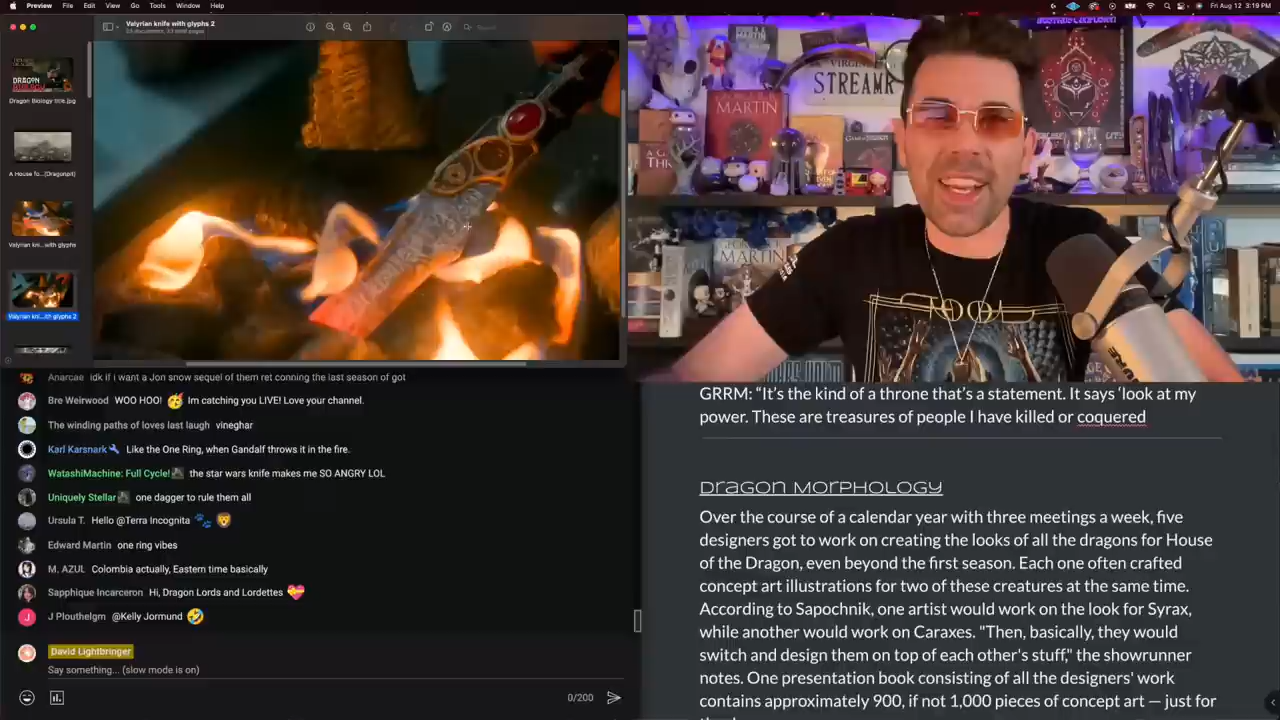 Preview File Edit View Go Tools Window Help
Fri Aug 12 3:19 PM
Valyrian knife with glyphs 2
Dragon Biology title.jpg
A House fo...(Dragonpit)
Valyrian kni...with glyphs
Valyrian kni...ith glyphs 2
DRAGON
VIRGIN
STREAMR
MARTIN
MARTIN
TOOL
Anarcae idk if i want a Jon snow sequel of them ret conning the last season of got
Bre Weirwood WOO HOO! 🥳 Im catching you LIVE! Love your channel.
The winding paths of loves last laugh vineghar
Karl Karsnark🔧 Like the One Ring, when Gandalf throws it in the fire.
WatashiMachine: Full Cycle! the star wars knife makes me SO ANGRY LOL
Uniquely Stellar one dagger to rule them all
Ursula T. Hello @Terra Incognita 🐾 🦁
Edward Martin one ring vibes
M. AZUL Colombia actually, Eastern time basically
Sapphique Incarceron Hi, Dragon Lords and Lordettes 💝
J Plouthelgm @Kelly Jormund 🤣
David Lightbringer
Say something... (slow mode is on)
0/200
GRRM: “It’s the kind of a throne that’s a statement. It says ‘look at my
power. These are treasures of people I have killed or coquered
Dragon Morphology
Over the course of a calendar year with three meetings a week, five
designers got to work on creating the looks of all the dragons for House
of the Dragon, even beyond the first season. Each one often crafted
concept art illustrations for two of these creatures at the same time.
According to Sapochnik, one artist would work on the look for Syrax,
while another would work on Caraxes. "Then, basically, they would
switch and design them on top of each other's stuff," the showrunner
notes. One presentation book consisting of all the designers' work
contains approximately 900, if not 1,000 pieces of concept art — just for